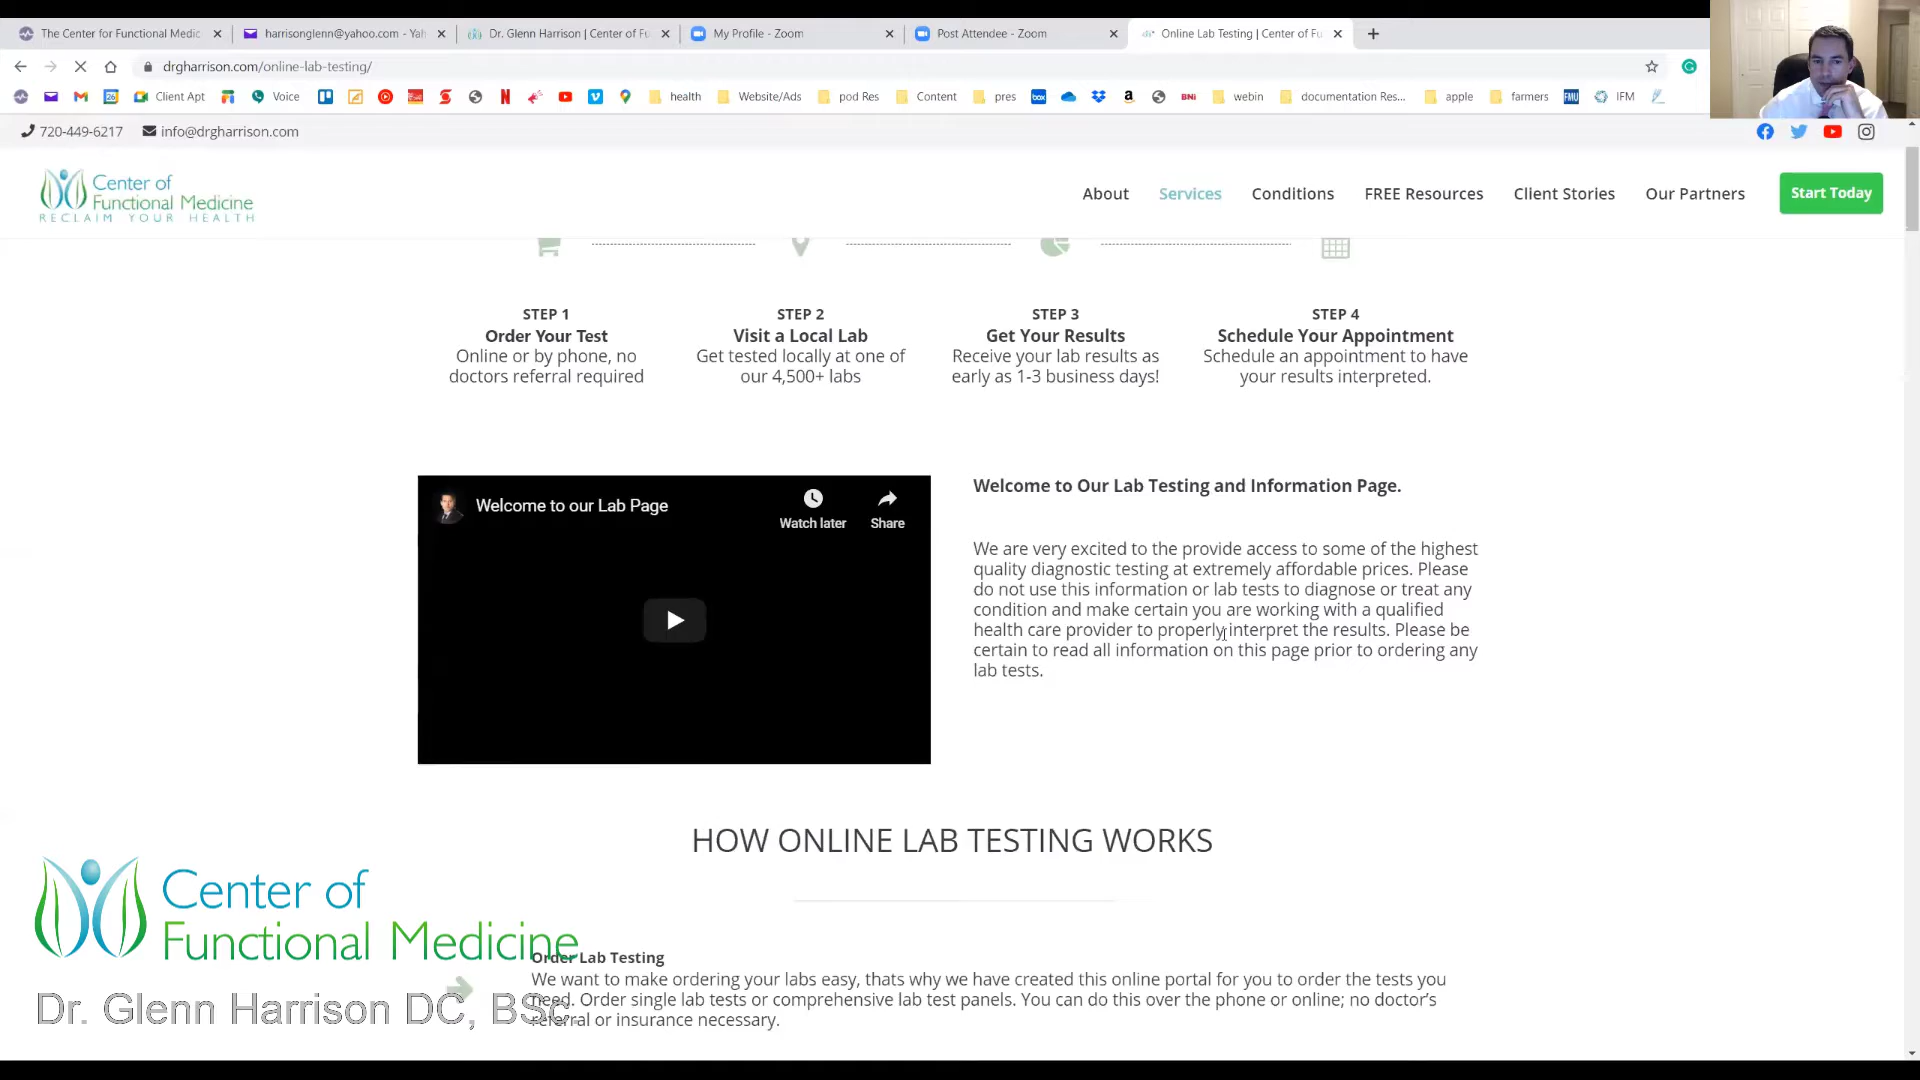 The Center for Functional Medic
harrisonglenn@yahoo.com - Yah
Dr. Glenn Harrison | Center of Fu
My Profile - Zoom
Post Attendee - Zoom
Online Lab Testing | Center of Fu
drgharrison.com/online-lab-testing/
Client Apt
Voice
health
Website/Ads
pod Res
Content
pres
box
BNI
webin
documentation Res...
apple
farmers
FMU
IFM
720-449-6217
info@drgharrison.com
Center of
Functional Medicine
RECLAIM YOUR HEALTH
About
Services
Conditions
FREE Resources
Client Stories
Our Partners
Start Today
STEP 1
Order Your Test
Online or by phone, no
doctors referral required
STEP 2
Visit a Local Lab
Get tested locally at one of
our 4,500+ labs
STEP 3
Get Your Results
Receive your lab results as
early as 1-3 business days!
STEP 4
Schedule Your Appointment
Schedule an appointment to have
your results interpreted.
Welcome to our Lab Page
Watch later
Share
Welcome to Our Lab Testing and Information Page.
We are very excited to the provide access to some of the highest
quality diagnostic testing at extremely affordable prices. Please
do not use this information or lab tests to diagnose or treat any
condition and make certain you are working with a qualified
health care provider to properly interpret the results. Please be
certain to read all information on this page prior to ordering any
lab tests.
HOW ONLINE LAB TESTING WORKS
Order Lab Testing
We want to make ordering your labs easy, thats why we have created this online portal for you to order the tests you
need. Order single lab tests or comprehensive lab test panels. You can do this over the phone or online; no doctor's
referral or insurance necessary.
Center of
Functional Medicine
Dr. Glenn Harrison DC, BSc.